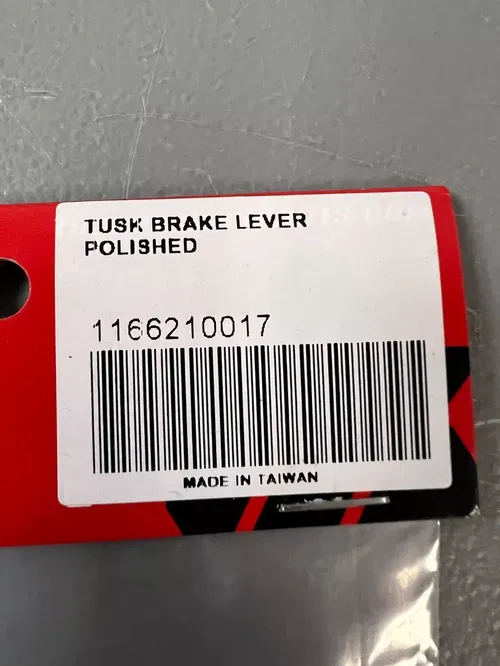 TUSK BRAKE LEVER
POLISHED
1166210017
MADE IN TAIWAN